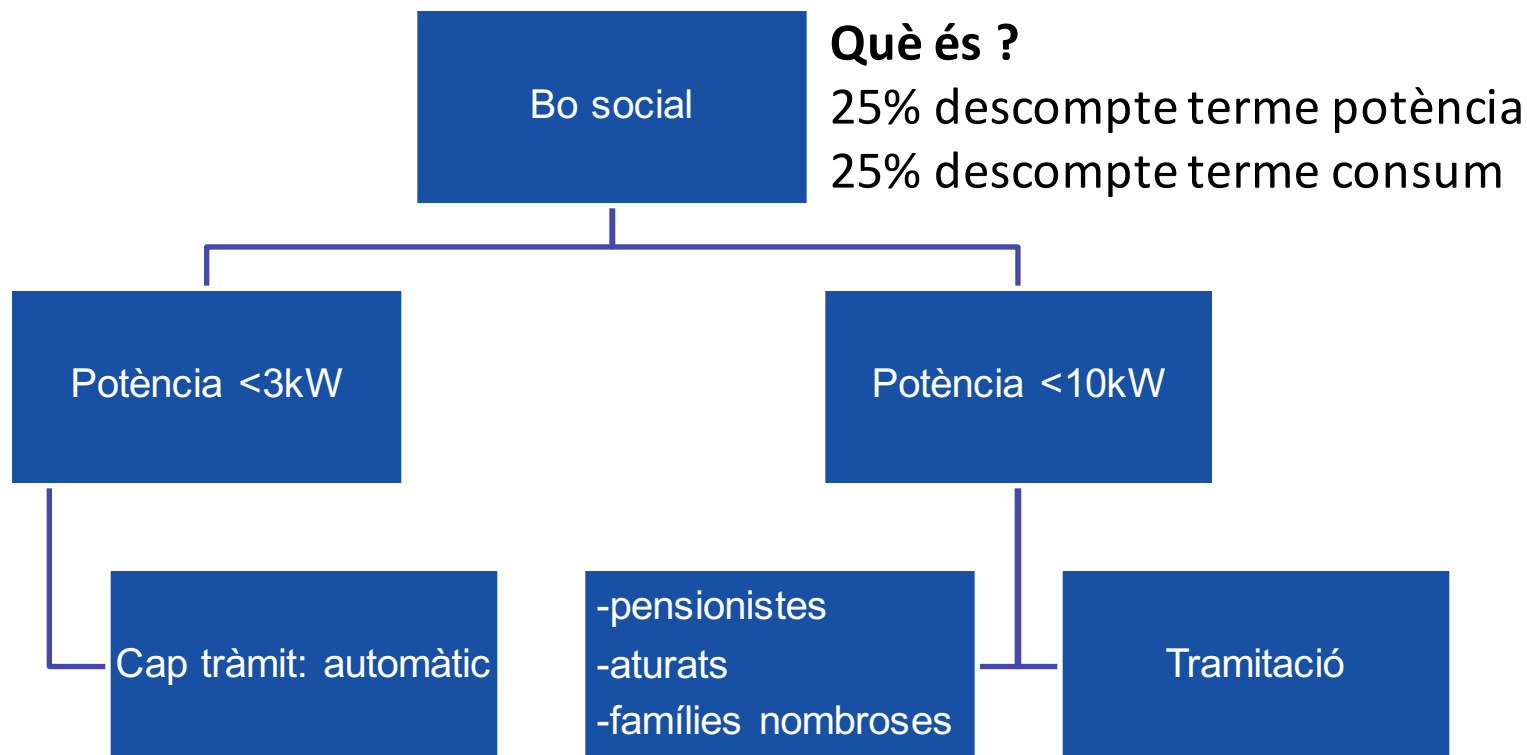 Bo social
Què és ?
25% descompte terme potència
25% descompte terme consum
Potència <3kW
Potència <10kW
Cap tràmit: automàtic
-pensionistes
-aturats
-famílies nombroses
Tramitació